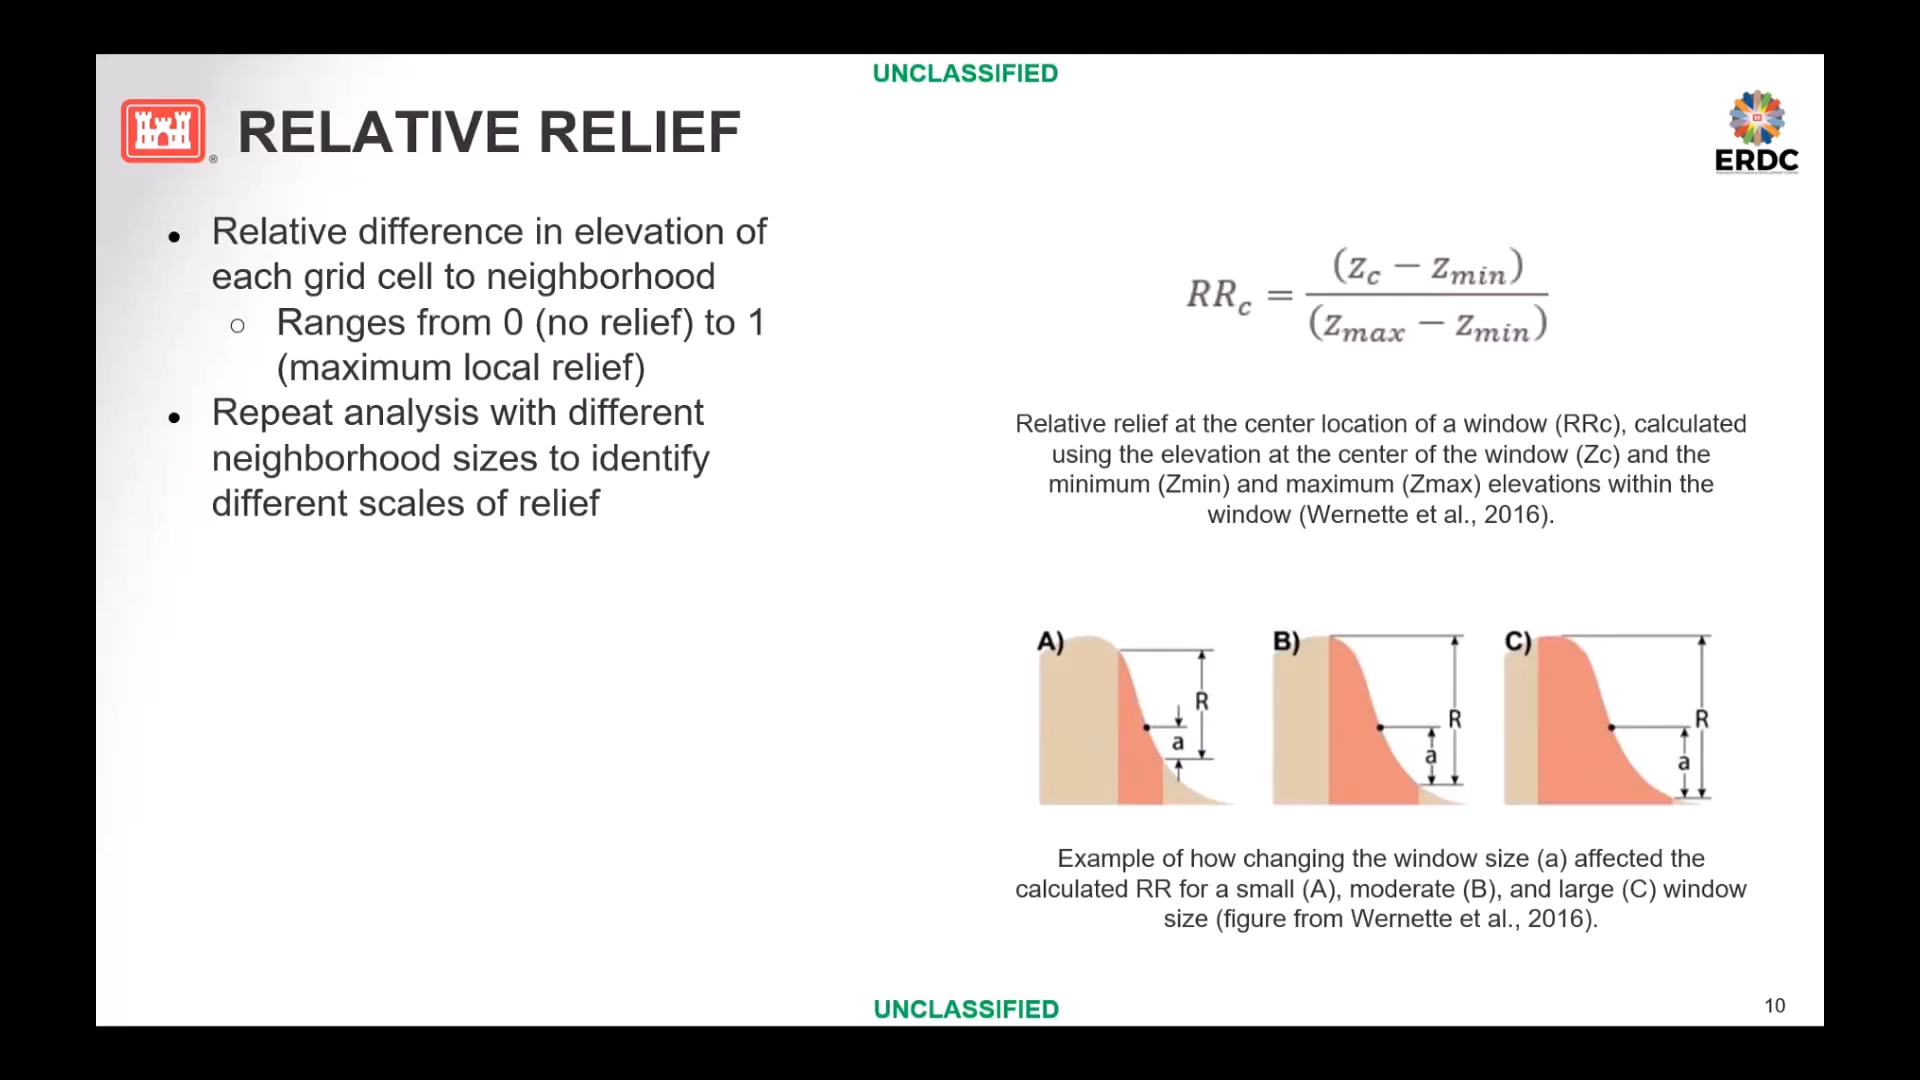 UNCLASSIFIED
RELATIVE RELIEF
®
ERDC
● Relative difference in elevation of
each grid cell to neighborhood
○ Ranges from 0 (no relief) to 1
(maximum local relief)
● Repeat analysis with different
neighborhood sizes to identify
different scales of relief
RR_c = (z_c − z_min) / (z_max − z_min)
Relative relief at the center location of a window (RRc), calculated
using the elevation at the center of the window (Zc) and the
minimum (Zmin) and maximum (Zmax) elevations within the
window (Wernette et al., 2016).
A) R a
B) R a
C) R a
Example of how changing the window size (a) affected the
calculated RR for a small (A), moderate (B), and large (C) window
size (figure from Wernette et al., 2016).
UNCLASSIFIED
10